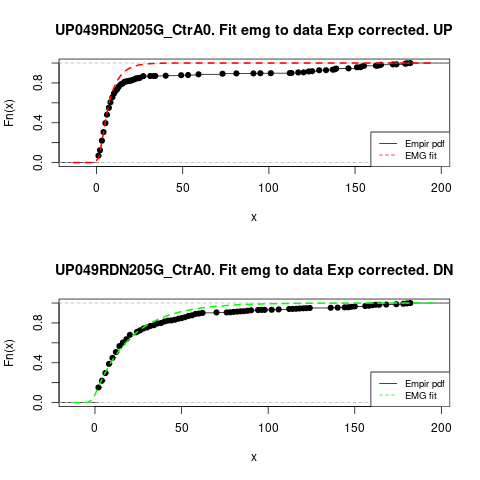 UP049RDN205G_CtrA0. Fit emg to data Exp corrected. UP
Fn(x)
0.0 0.4 0.8
Empir pdf
EMG fit
0 50 100 150 200
x
UP049RDN205G_CtrA0. Fit emg to data Exp corrected. DN
Fn(x)
0.0 0.4 0.8
Empir pdf
EMG fit
0 50 100 150 200
x